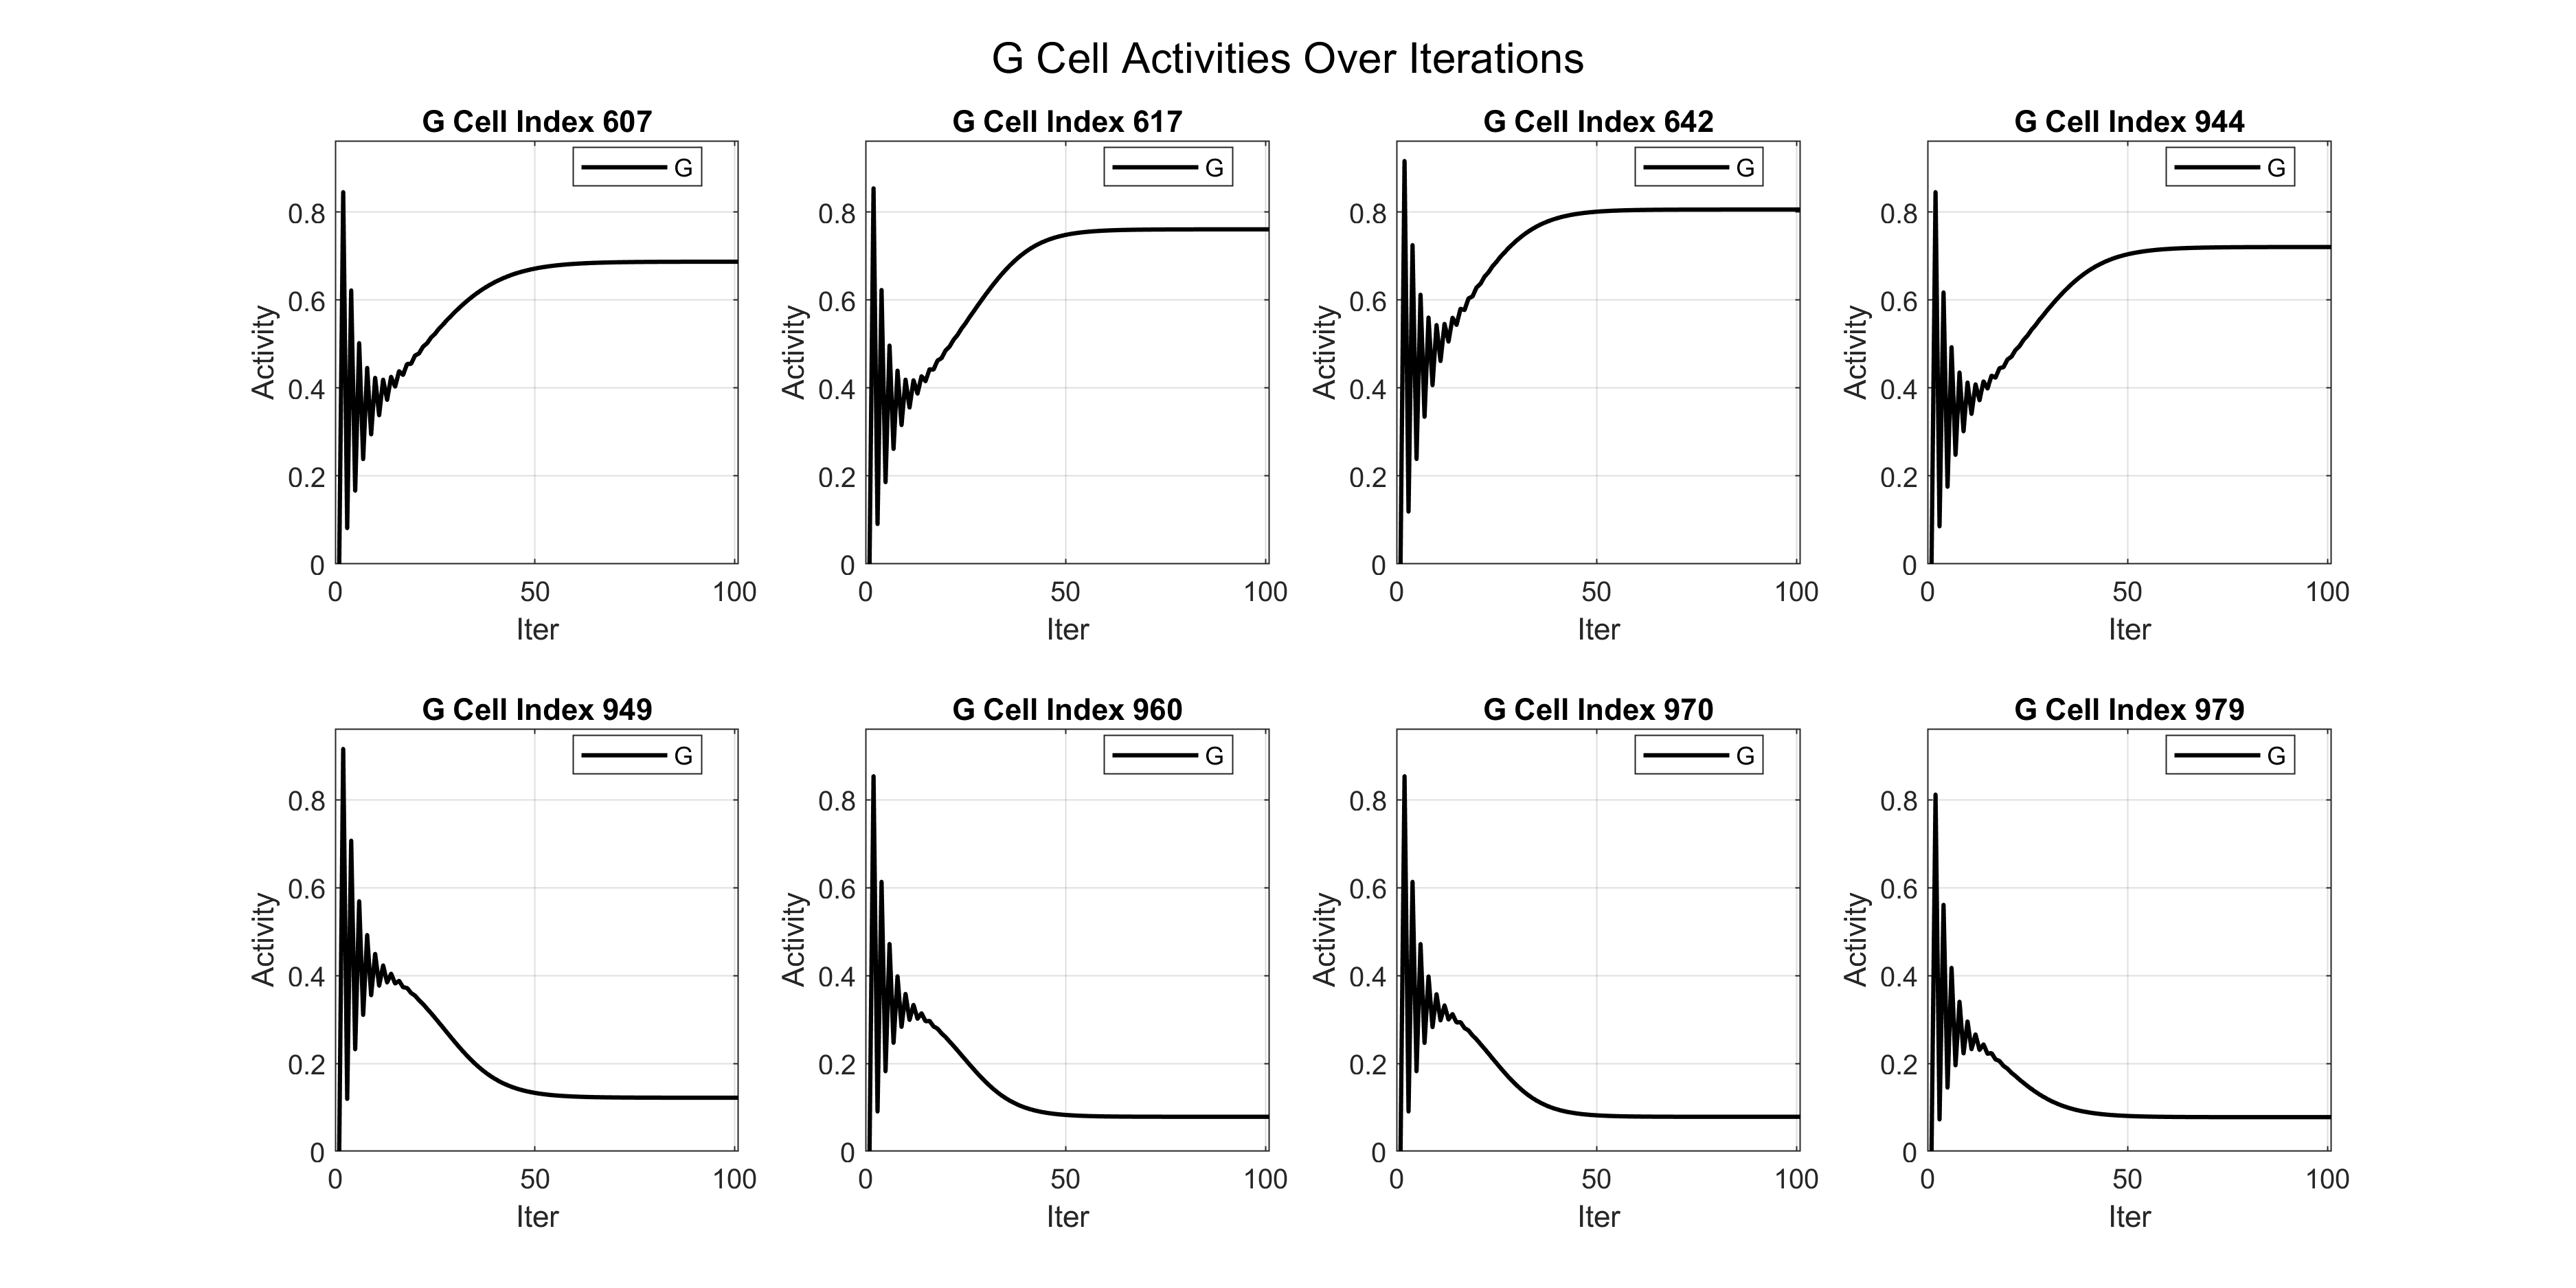 G Cell Activities Over Iterations
G Cell Index 607
G Cell Index 617
G Cell Index 642
G Cell Index 944
G
G
G
G
0.8
0.6
0.4
0.2
0
0.8
0.6
0.4
0.2
0
0.8
0.6
0.4
0.2
0
0.8
0.6
0.4
0.2
0
Activity
Activity
Activity
Activity
0 50 100
0 50 100
0 50 100
0 50 100
Iter
Iter
Iter
Iter
G Cell Index 949
G Cell Index 960
G Cell Index 970
G Cell Index 979
G
G
G
G
0.8
0.6
0.4
0.2
0
0.8
0.6
0.4
0.2
0
0.8
0.6
0.4
0.2
0
0.8
0.6
0.4
0.2
0
Activity
Activity
Activity
Activity
0 50 100
0 50 100
0 50 100
0 50 100
Iter
Iter
Iter
Iter